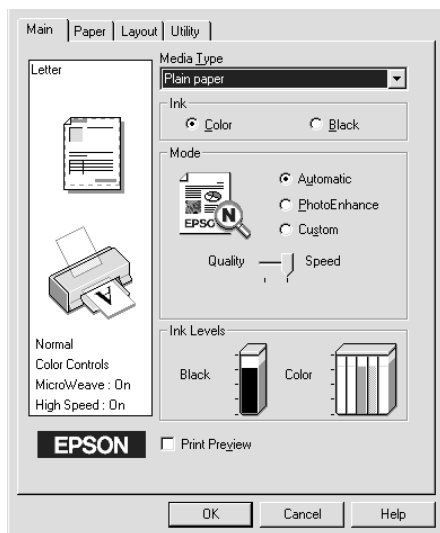 Main Paper Layout Utility
Letter
Media Type
Plain paper
Ink
Color Black
Mode
EPSO N
Automatic
PhotoEnhance
Custom
Quality Speed
Normal
Color Controls
MicroWeave : On
High Speed : On
Ink Levels
Black Color
EPSON
Print Preview
OK Cancel Help